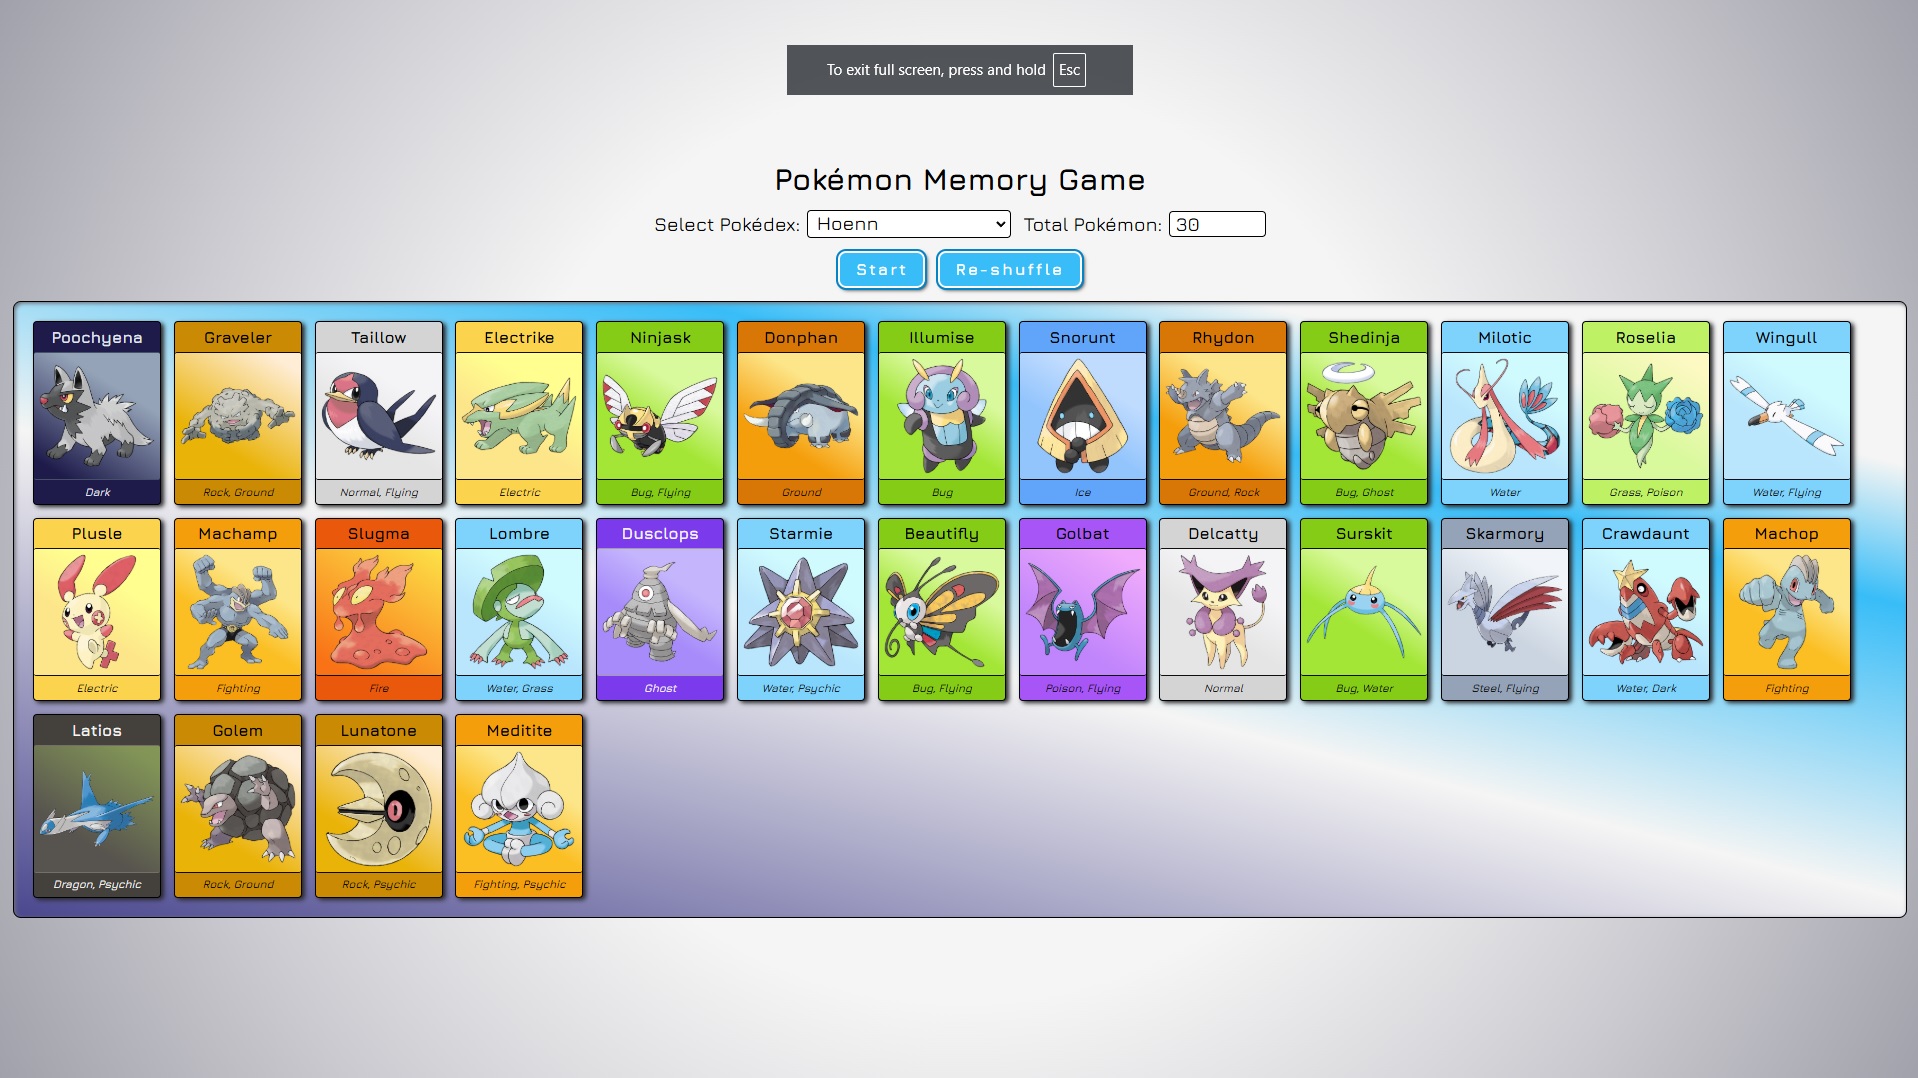 To exit full screen, press and hold Esc
Pokémon Memory Game
Select Pokédex: Hoenn Total Pokémon: 30
Start Re-shuffle
Poochyena Graveler Taillow Electrike Ninjask Donphan Illumise Snorunt Rhydon Shedinja Milotic Roselia Wingull
Dark Rock, Ground Normal, Flying Electric Bug, Flying Ground Bug Ice Ground, Rock Bug, Ghost Water Grass, Poison Water, Flying
Plusle Machamp Slugma Lombre Dusclops Starmie Beautifly Golbat Delcatty Surskit Skarmory Crawdaunt Machop
Electric Fighting Fire Water, Grass Ghost Water, Psychic Bug, Flying Poison, Flying Normal Bug, Water Steel, Flying Water, Dark Fighting
Latios Golem Lunatone Meditite
Dragon, Psychic Rock, Ground Rock, Psychic Fighting, Psychic